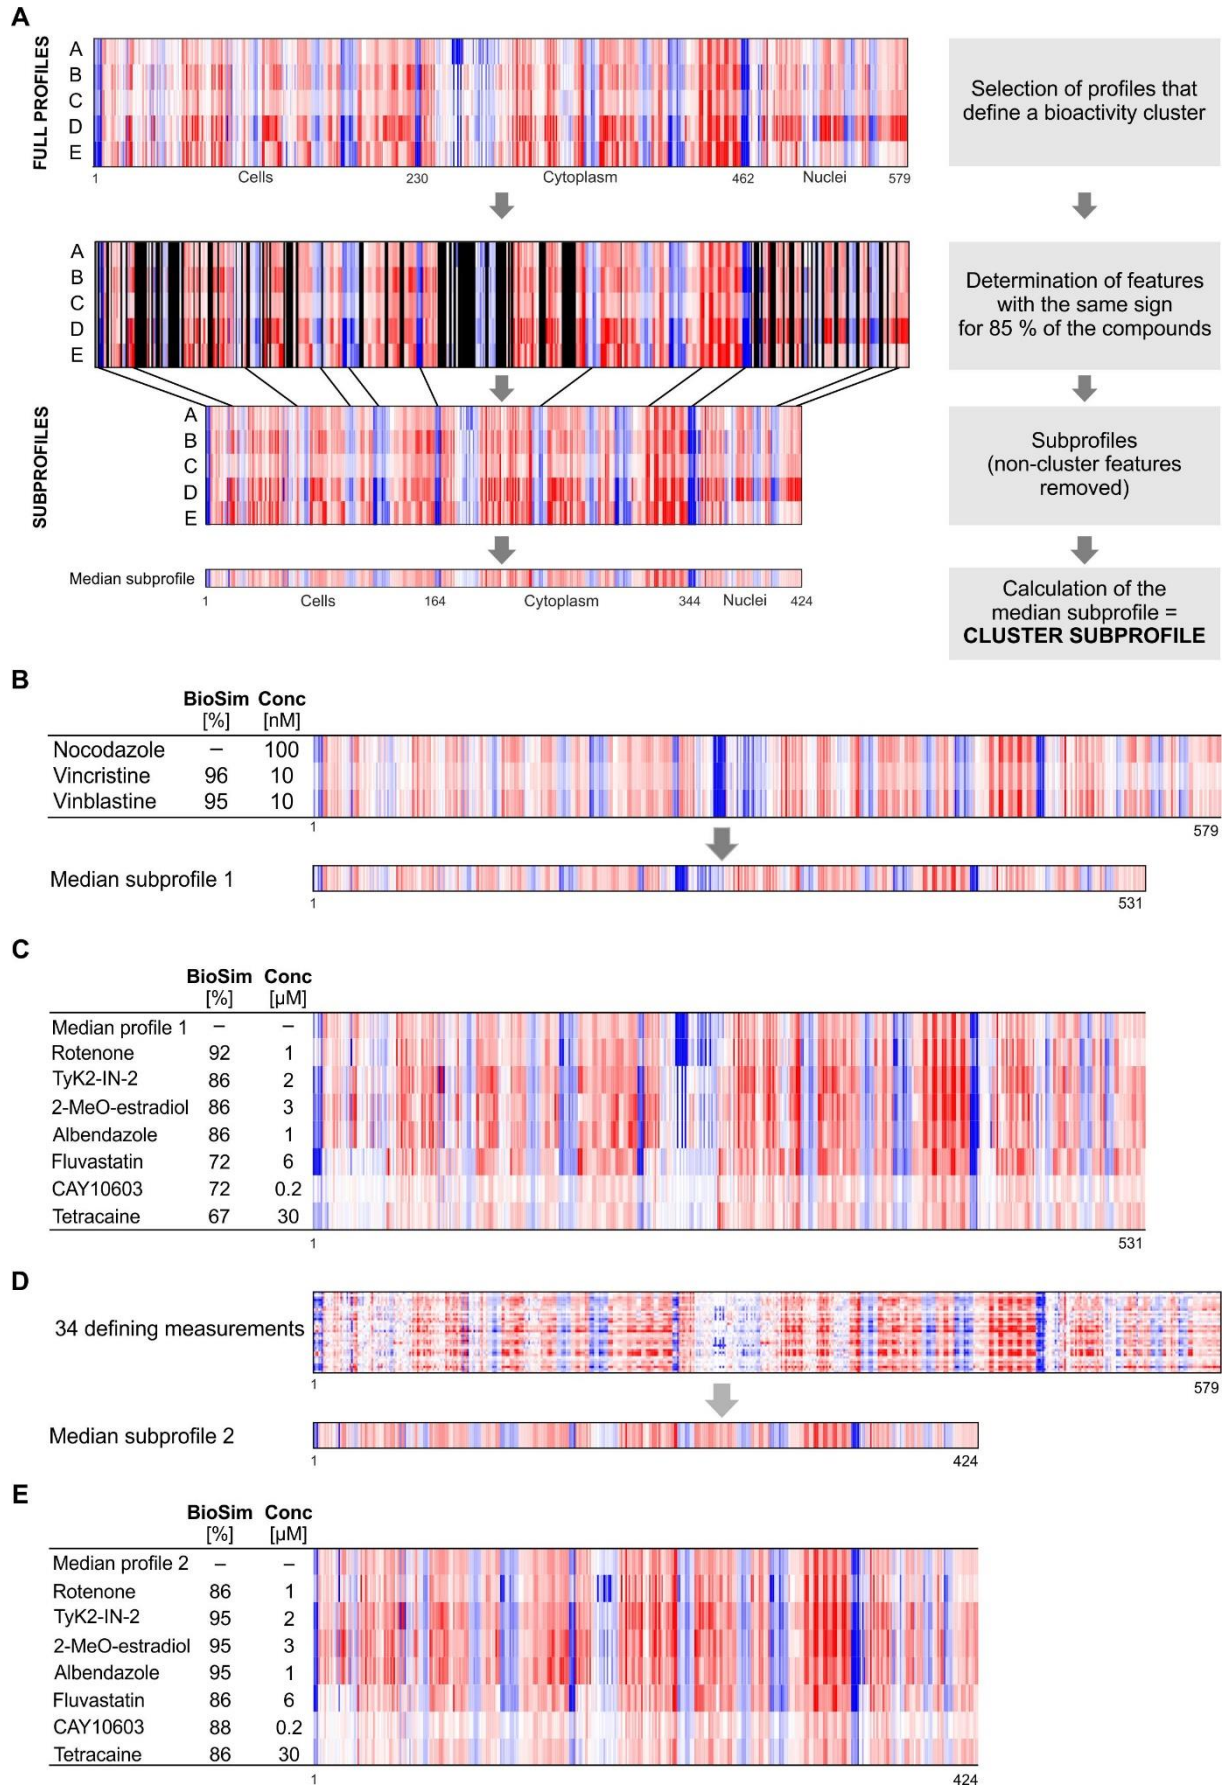 A
FULL PROFILES
A
B
C
D
E
1 Cells 230 Cytoplasm 462 Nuclei 579
Selection of profiles that
define a bioactivity cluster
A
B
C
D
E
Determination of features
with the same sign
for 85 % of the compounds
SUBPROFILES
A
B
C
D
E
Subprofiles
(non-cluster features
removed)
Median subprofile
1 Cells 164 Cytoplasm 344 Nuclei 424
Calculation of the
median subprofile =
CLUSTER SUBPROFILE
B
BioSim Conc
[%] [nM]
Nocodazole – 100
Vincristine 96 10
Vinblastine 95 10
1 579
Median subprofile 1
1 531
C
BioSim Conc
[%] [µM]
Median profile 1 – –
Rotenone 92 1
TyK2-IN-2 86 2
2-MeO-estradiol 86 3
Albendazole 86 1
Fluvastatin 72 6
CAY10603 72 0.2
Tetracaine 67 30
1 531
D
34 defining measurements
1 579
Median subprofile 2
1 424
E
BioSim Conc
[%] [µM]
Median profile 2 – –
Rotenone 86 1
TyK2-IN-2 95 2
2-MeO-estradiol 95 3
Albendazole 95 1
Fluvastatin 86 6
CAY10603 88 0.2
Tetracaine 86 30
1 424